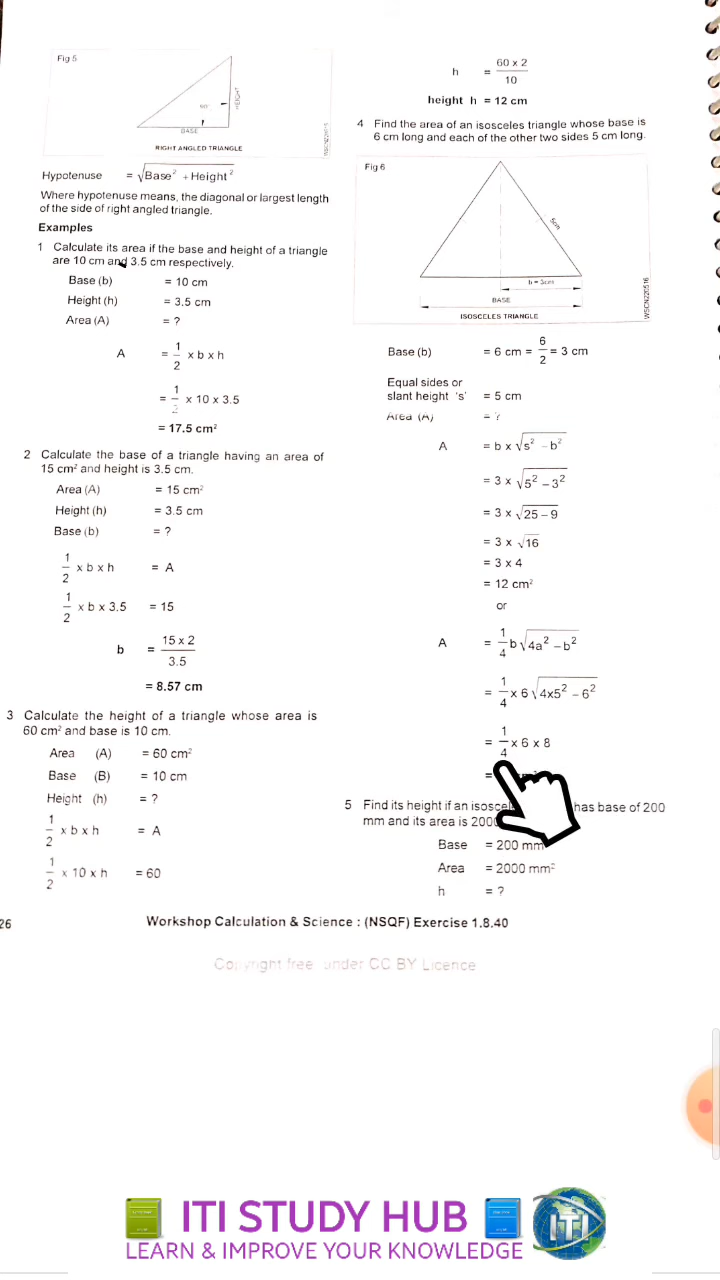 Fig 5
HEIGHT
90°
BASE
RIGHT ANGLED TRIANGLE
Hypotenuse = √Base² + Height²
Where hypotenuse means, the diagonal or largest length
of the side of right angled triangle.
Examples
1 Calculate its area if the base and height of a triangle
are 10 cm and 3.5 cm respectively.
Base (b) = 10 cm
Height (h) = 3.5 cm
Area (A) = ?
A = 1/2 x b x h
= 1/2 x 10 x 3.5
= 17.5 cm²
2 Calculate the base of a triangle having an area of
15 cm² and height is 3.5 cm.
Area (A) = 15 cm²
Height (h) = 3.5 cm
Base (b) = ?
1/2 x b x h = A
1/2 x b x 3.5 = 15
b = 15 x 2/3.5
= 8.57 cm
3 Calculate the height of a triangle whose area is
60 cm² and base is 10 cm.
Area (A) = 60 cm²
Base (B) = 10 cm
Height (h) = ?
1/2 x b x h = A
1/2 x 10 x h = 60
h = 60 x 2/10
height h = 12 cm
4 Find the area of an isosceles triangle whose base is
6 cm long and each of the other two sides 5 cm long.
Fig 6
5cm
b = 3cm
BASE
ISOSCELES TRIANGLE
WSCN220516
Base (b) = 6 cm = 6/2 = 3 cm
Equal sides or
slant height 's' = 5 cm
Area (A) = ?
A = b x √s² - b²
= 3 x √5² - 3²
= 3 x √25 - 9
= 3 x √16
= 3 x 4
= 12 cm²
or
A = 1/4 b√4a² - b²
= 1/4 x 6 √4x5² - 6²
= 1/4 x 6 x 8
=
5 Find its height if an has base of 200
mm and its area is
Base = 200 mm
Area = 2000 mm²
h = ?
26 Workshop Calculation & Science : (NSQF) Exercise 1.8.40
Copyright free under CC BY Licence
ITI STUDY HUB
ITI
LEARN & IMPROVE YOUR KNOWLEDGE